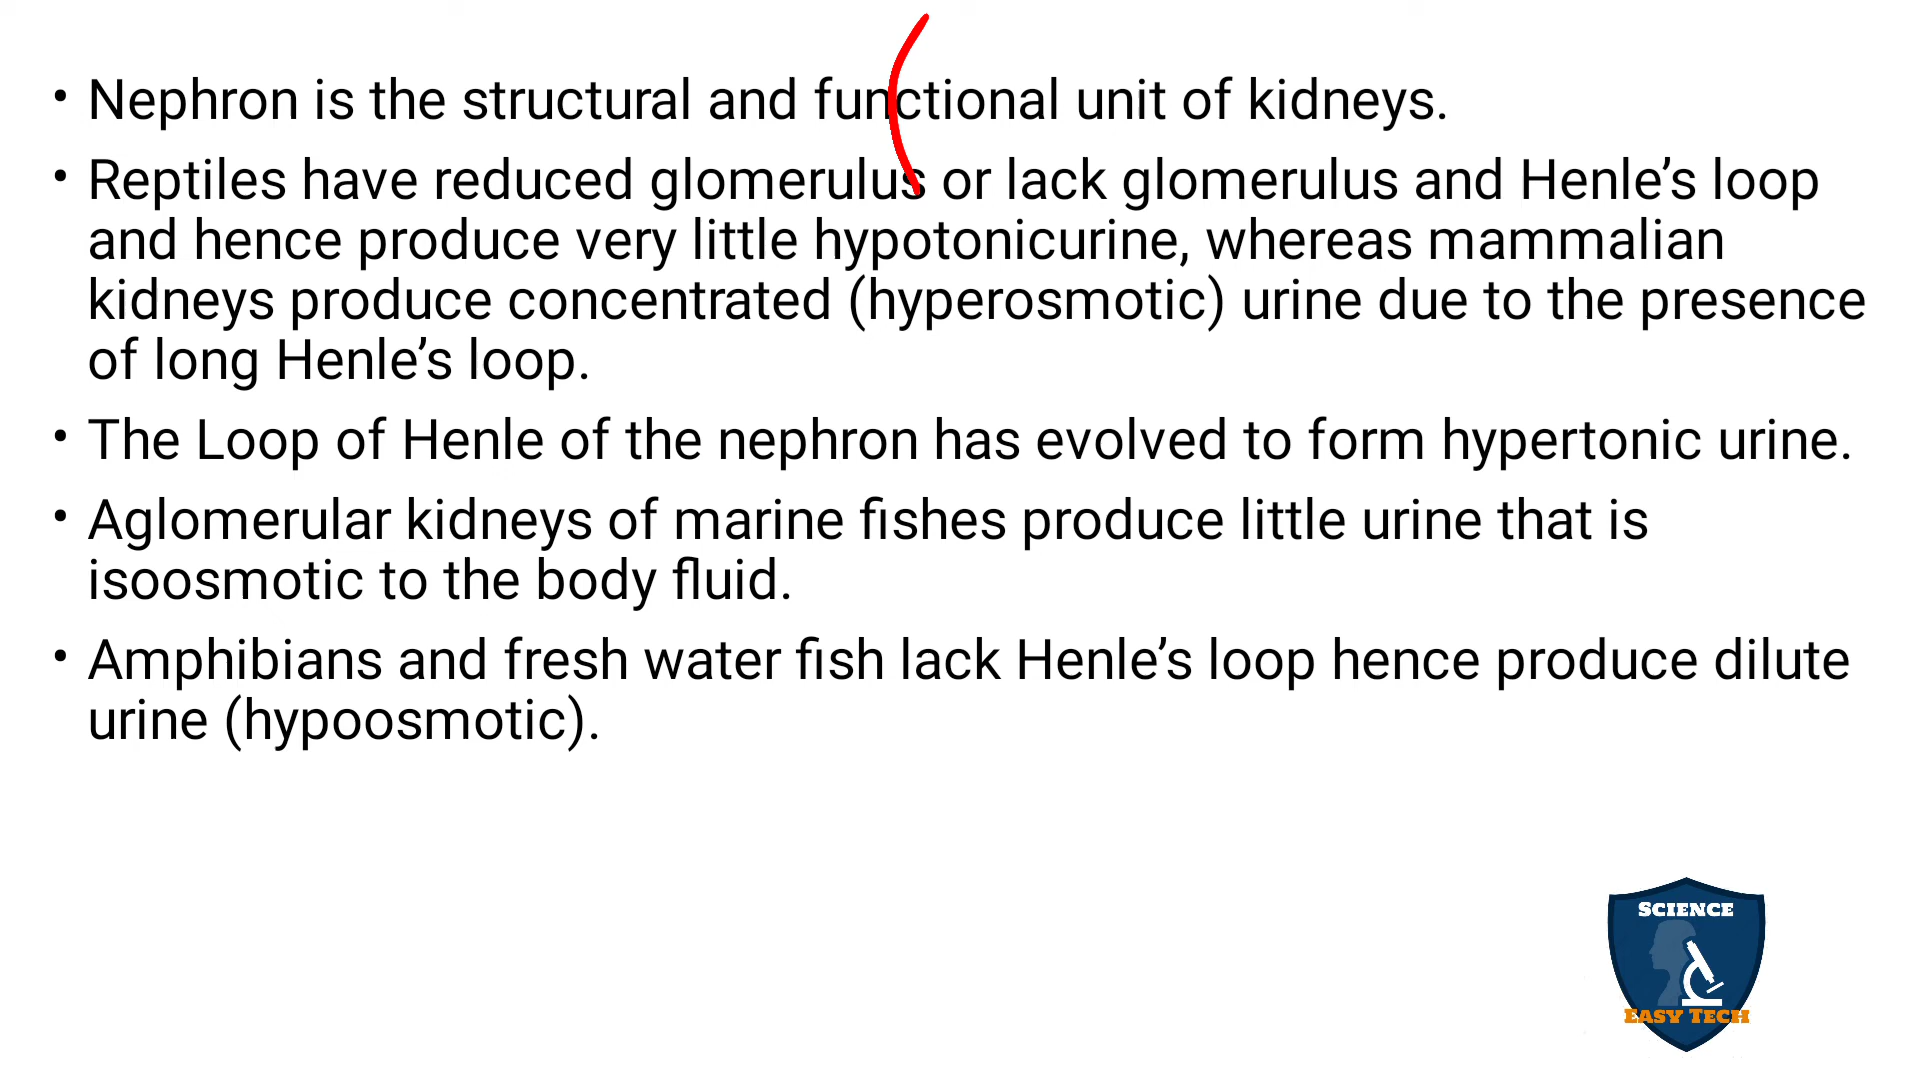 • Nephron is the structural and functional unit of kidneys.
• Reptiles have reduced glomerulus or lack glomerulus and Henle’s loop
and hence produce very little hypotonicurine, whereas mammalian
kidneys produce concentrated (hyperosmotic) urine due to the presence
of long Henle’s loop.
• The Loop of Henle of the nephron has evolved to form hypertonic urine.
• Aglomerular kidneys of marine fishes produce little urine that is
isoosmotic to the body fluid.
• Amphibians and fresh water fish lack Henle’s loop hence produce dilute
urine (hypoosmotic).
SCIENCE
EASY TECH